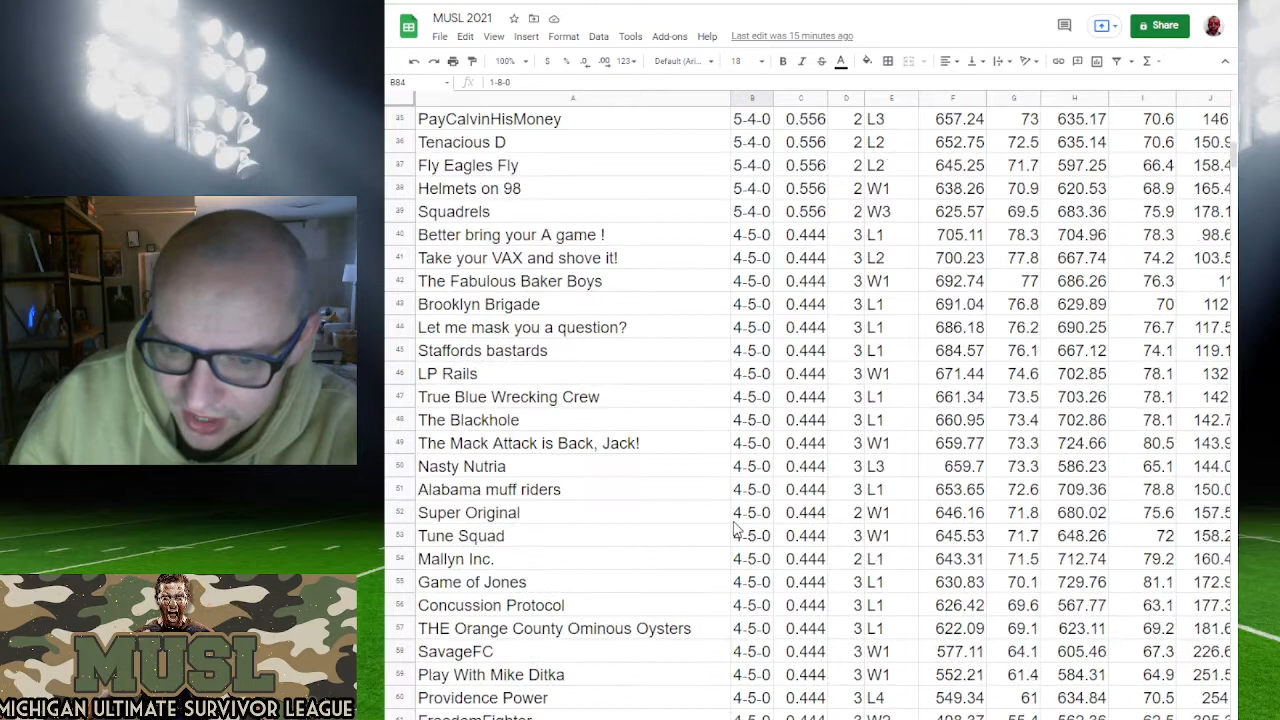 MUSL 2021
File Edit View Insert Format Data Tools Add-ons Help Last edit was 15 minutes ago
Share
100% $ % .0 .00 123 Default (Ari... 18 B I S A
B84 fx 1-8-0
A B C D E F G H I J
35 PayCalvinHisMoney 5-4-0 0.556 2 L3 657.24 73 635.17 70.6 146
36 Tenacious D 5-4-0 0.556 2 L2 652.75 72.5 635.14 70.6 150.9
37 Fly Eagles Fly 5-4-0 0.556 2 L2 645.25 71.7 597.25 66.4 158.4
38 Helmets on 98 5-4-0 0.556 2 W1 638.26 70.9 620.53 68.9 165.4
39 Squadrels 5-4-0 0.556 2 W3 625.57 69.5 683.36 75.9 178.1
40 Better bring your A game ! 4-5-0 0.444 3 L1 705.11 78.3 704.96 78.3 98.6
41 Take your VAX and shove it! 4-5-0 0.444 3 L2 700.23 77.8 667.74 74.2 103.5
42 The Fabulous Baker Boys 4-5-0 0.444 3 W1 692.74 77 686.26 76.3
43 Brooklyn Brigade 4-5-0 0.444 3 L1 691.04 76.8 629.89 70 112
44 Let me mask you a question? 4-5-0 0.444 3 L1 686.18 76.2 690.25 76.7 117.5
45 Staffords bastards 4-5-0 0.444 3 L1 684.57 76.1 667.12 74.1 119.1
46 LP Rails 4-5-0 0.444 3 W1 671.44 74.6 702.85 78.1 132
47 True Blue Wrecking Crew 4-5-0 0.444 3 L1 661.34 73.5 703.26 78.1 142
48 The Blackhole 4-5-0 0.444 3 L1 660.95 73.4 702.86 78.1 142.7
49 The Mack Attack is Back, Jack! 4-5-0 0.444 3 W1 659.77 73.3 724.66 80.5 143.9
50 Nasty Nutria 4-5-0 0.444 3 L3 659.7 73.3 586.23 65.1 144.0
51 Alabama muff riders 4-5-0 0.444 3 L1 653.65 72.6 709.36 78.8 150.0
52 Super Original 4-5-0 0.444 2 W1 646.16 71.8 680.02 75.6 157.5
53 Tune Squad 4-5-0 0.444 3 W1 645.53 71.7 648.26 72 158.2
54 Mallyn Inc. 4-5-0 0.444 2 L1 643.31 71.5 712.74 79.2 160.4
55 Game of Jones 4-5-0 0.444 3 L1 630.83 70.1 729.76 81.1 172.9
56 Concussion Protocol 4-5-0 0.444 3 L1 626.42 69.6 567.77 63.1 177.3
57 THE Orange County Ominous Oysters 4-5-0 0.444 3 L1 622.09 69.1 623.11 69.2 181.6
58 SavageFC 4-5-0 0.444 3 W1 577.11 64.1 605.46 67.3 226.6
59 Play With Mike Ditka 4-5-0 0.444 3 W1 552.21 61.4 584.31 64.9 251.5
60 Providence Power 4-5-0 0.444 3 L4 549.34 61 634.84 70.5 254
FreedomFighter
MUSL
MICHIGAN ULTIMATE SURVIVOR LEAGUE